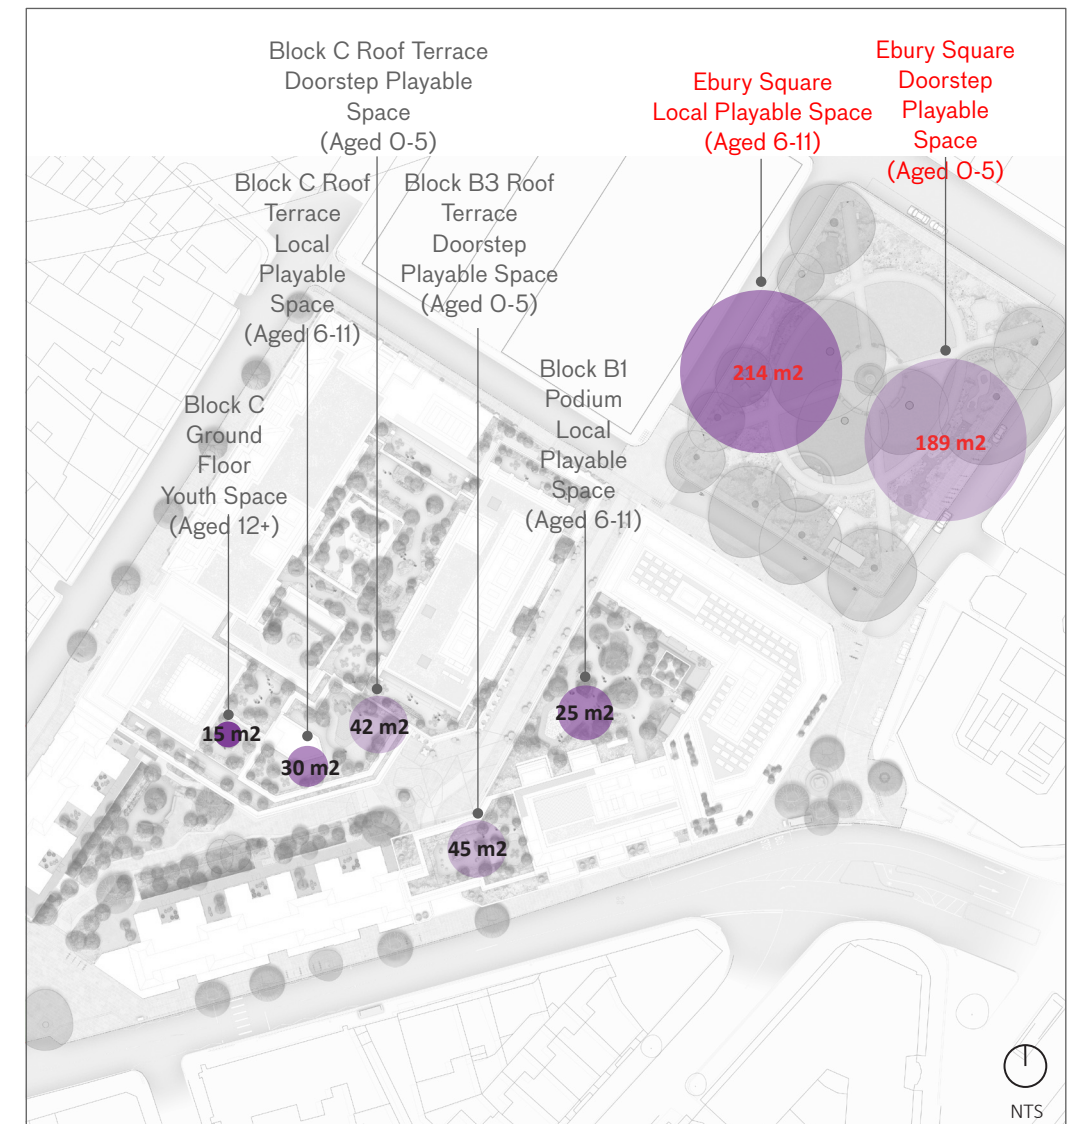 Block C Roof Terrace
Doorstep Playable
Space
(Aged 0-5)
Ebury Square
Local Playable Space
(Aged 6-11)
Ebury Square
Doorstep
Playable
Space
(Aged 0-5)
Block C Roof
Terrace
Local
Playable
Space
(Aged 6-11)
Block B3 Roof
Terrace
Doorstep
Playable Space
(Aged 0-5)
Block B1
Podium
Local
Playable
Space
(Aged 6-11)
Block C
Ground
Floor
Youth Space
(Aged 12+)
214 m2
189 m2
15 m2
30 m2
42 m2
25 m2
45 m2
NTS